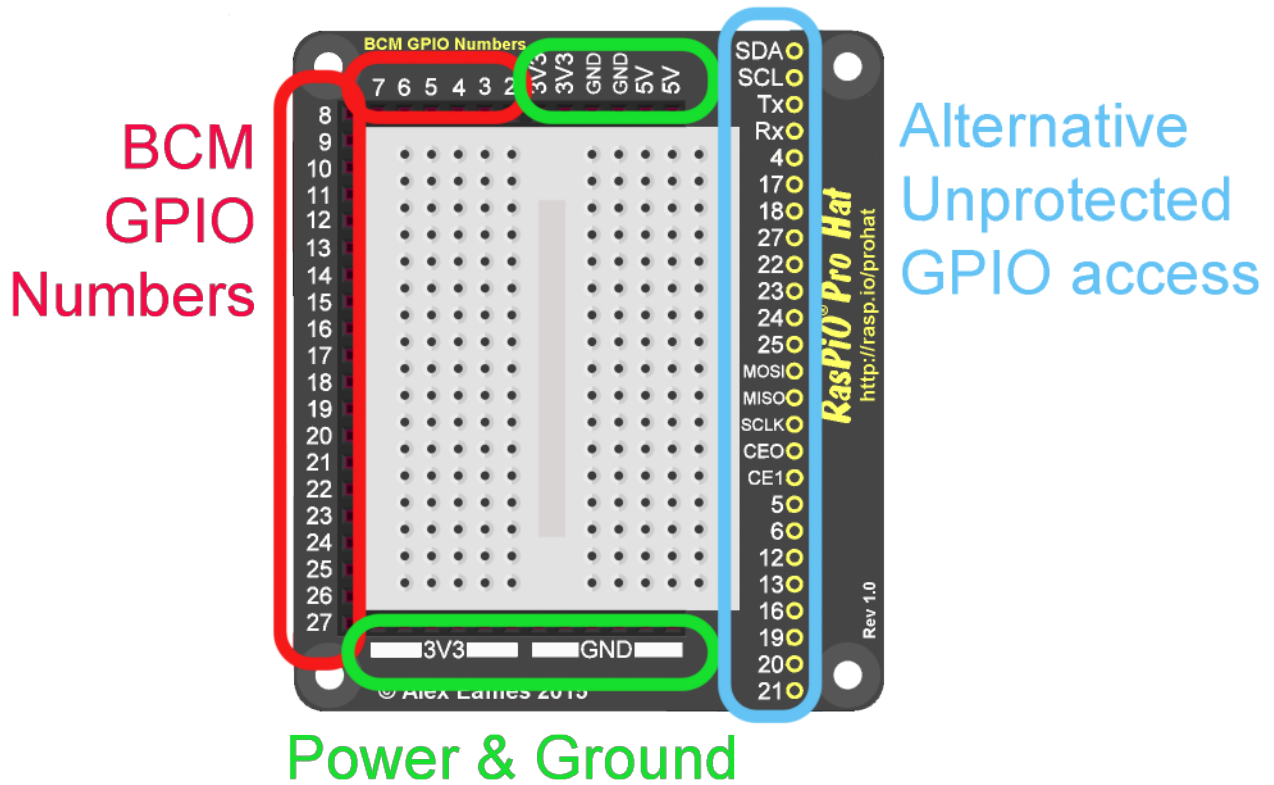 BCM GPIO Numbers
7 6 5 4 3 2 3V3 3V3 GND GND 5V 5V
8
9
10
11
12
13
14
15
16
17
18
19
20
21
22
23
24
25
26
27
BCM
GPIO
Numbers
SDA
SCL
Tx
Rx
4
17
18
27
22
23
24
25
MOSI
MISO
SCLK
CEO
CE1
5
6
12
13
16
19
20
21
RasPiO® Pro Hat
http://rasp.io/prohat
Rev 1.0
Alternative
Unprotected
GPIO access
3V3 GND
© Alex Eames 2015
Power & Ground